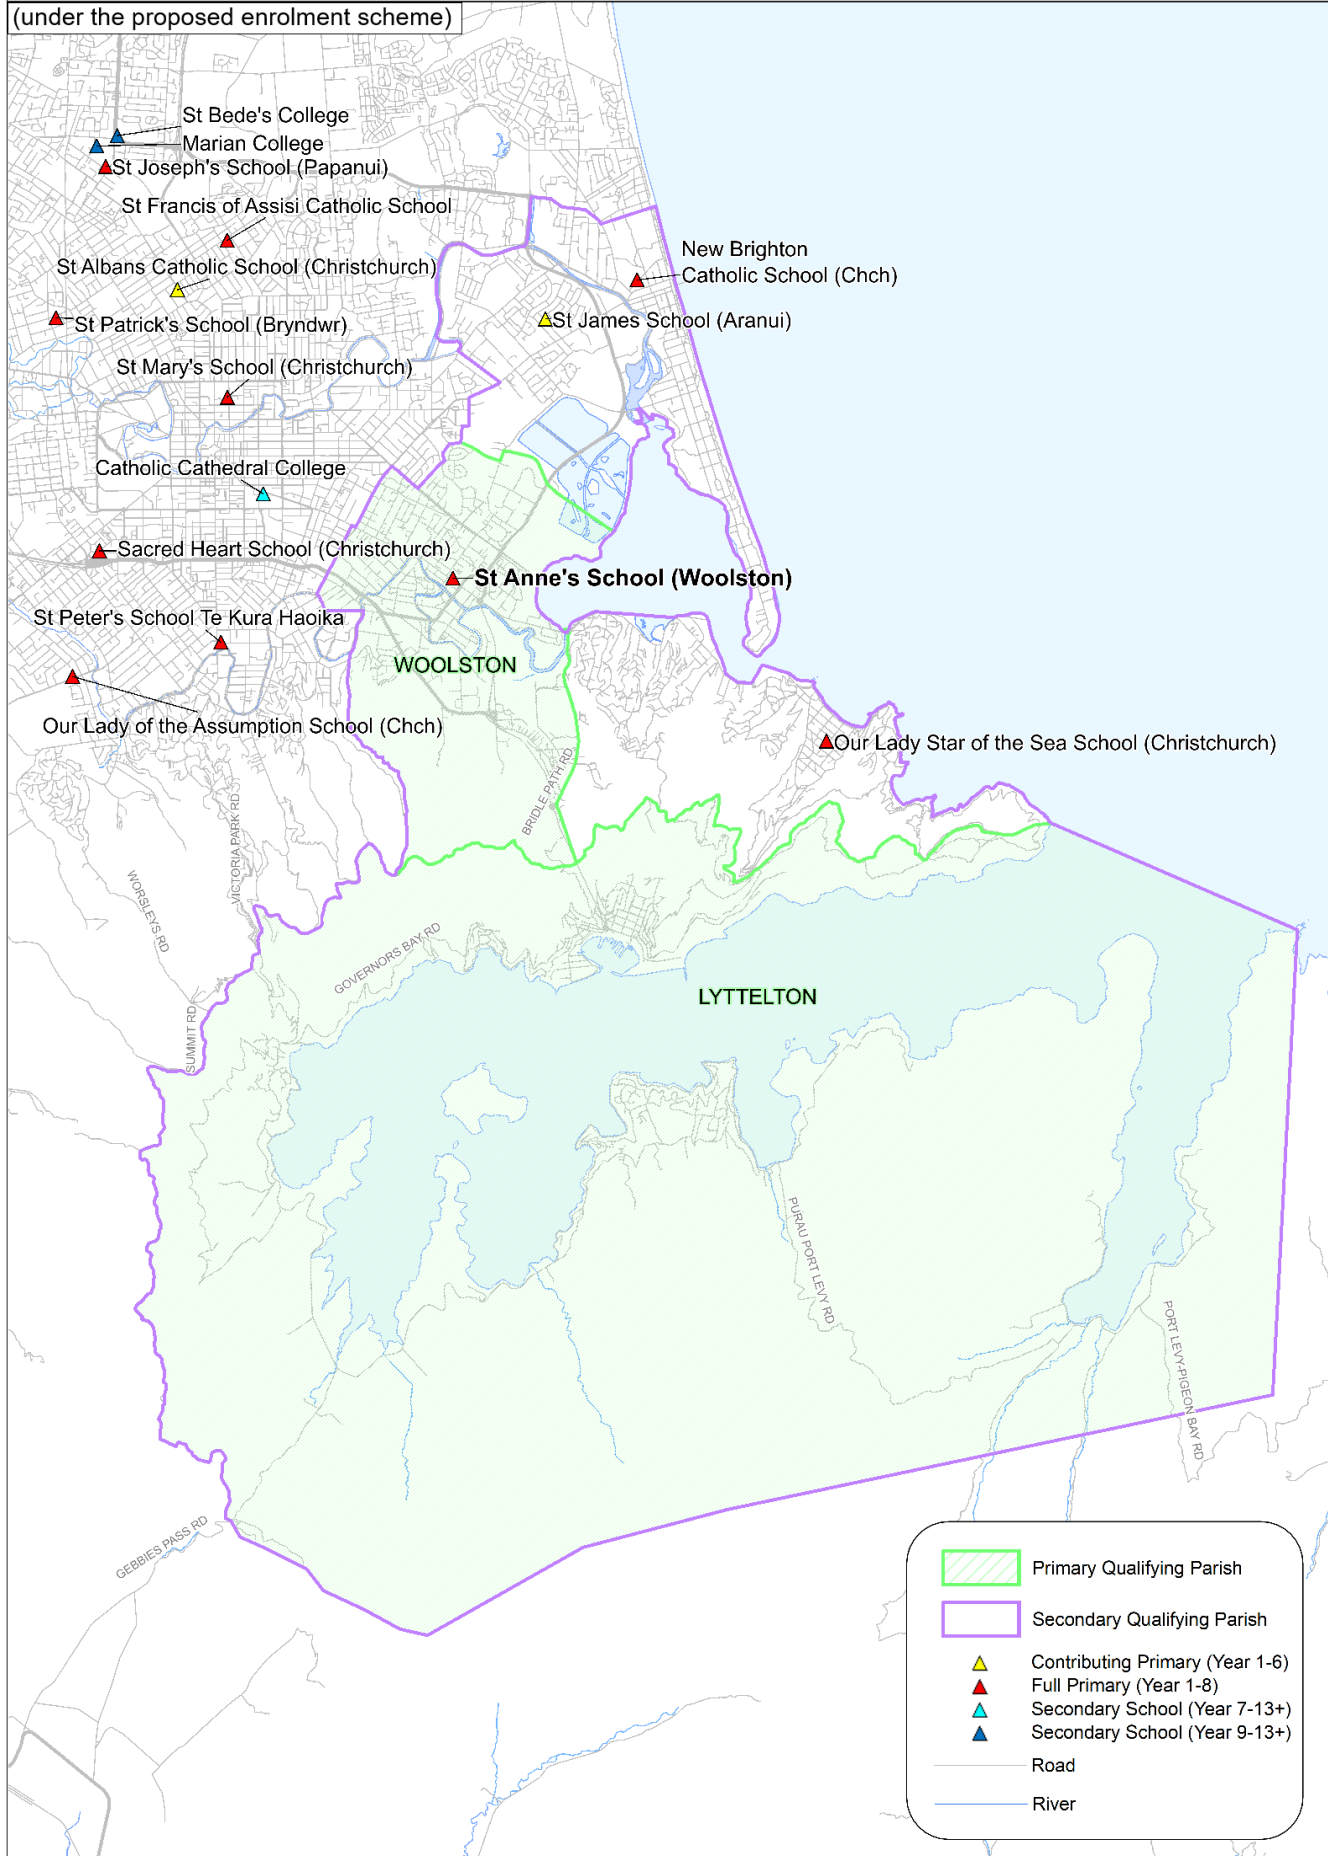 (under the proposed enrolment scheme)
St Bede's College
Marian College
St Joseph's School (Papanui)
St Francis of Assisi Catholic School
New Brighton
Catholic School (Chch)
St Albans Catholic School (Christchurch)
St James School (Aranui)
St Patrick's School (Bryndwr)
St Mary's School (Christchurch)
Catholic Cathedral College
Sacred Heart School (Christchurch)
St Anne's School (Woolston)
St Peter's School Te Kura Haoika
WOOLSTON
Our Lady of the Assumption School (Chch)
Our Lady Star of the Sea School (Christchurch)
BRIDLE PATH RD
VICTORIA PARK RD
WORSLEYS RD
GOVERNORS BAY RD
LYTTELTON
SUMMIT RD
PURAU PORT LEVY RD
PORT LEVY-PIGEON BAY RD
GEBBIES PASS RD
Primary Qualifying Parish
Secondary Qualifying Parish
Contributing Primary (Year 1-6)
Full Primary (Year 1-8)
Secondary School (Year 7-13+)
Secondary School (Year 9-13+)
Road
River